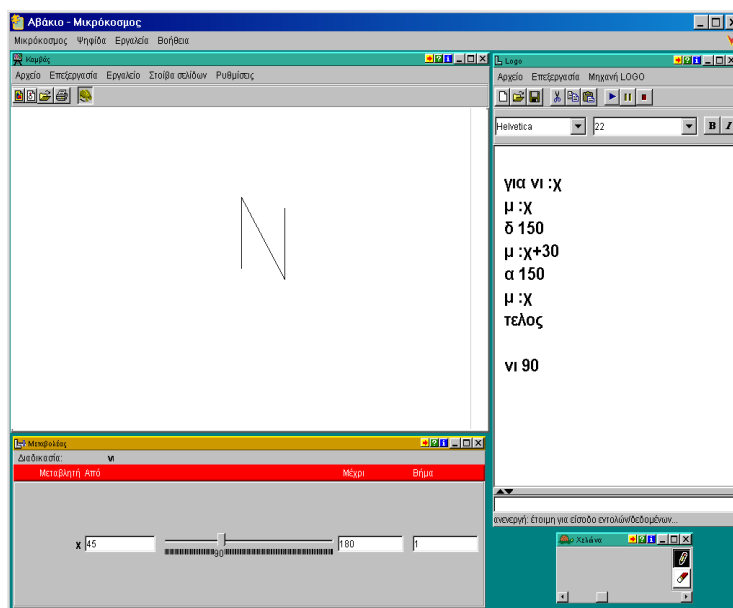 Αβάκιο - Μικρόκοσμος
Μικρόκοσμος Ψηφίδα Εργαλεία Βοήθεια
Καμβάς
Αρχείο Επεξεργασία Εργαλείο Στοίβα σελίδων Ρυθμίσεις
Logo
Αρχείο Επεξεργασία Μηχανή LOGO
Helvetica 22 B I
για νι :χ
μ :χ
δ 150
μ :χ+30
α 150
μ :χ
τελος
νι 90
ανενεργή: έτοιμη για είσοδο εντολών/δεδομένων...
Μεταβολέας
Διαδικασία: νι
Μεταβλητή Από Μέχρι Βήμα
x 45 90 180 1
Χελώνα